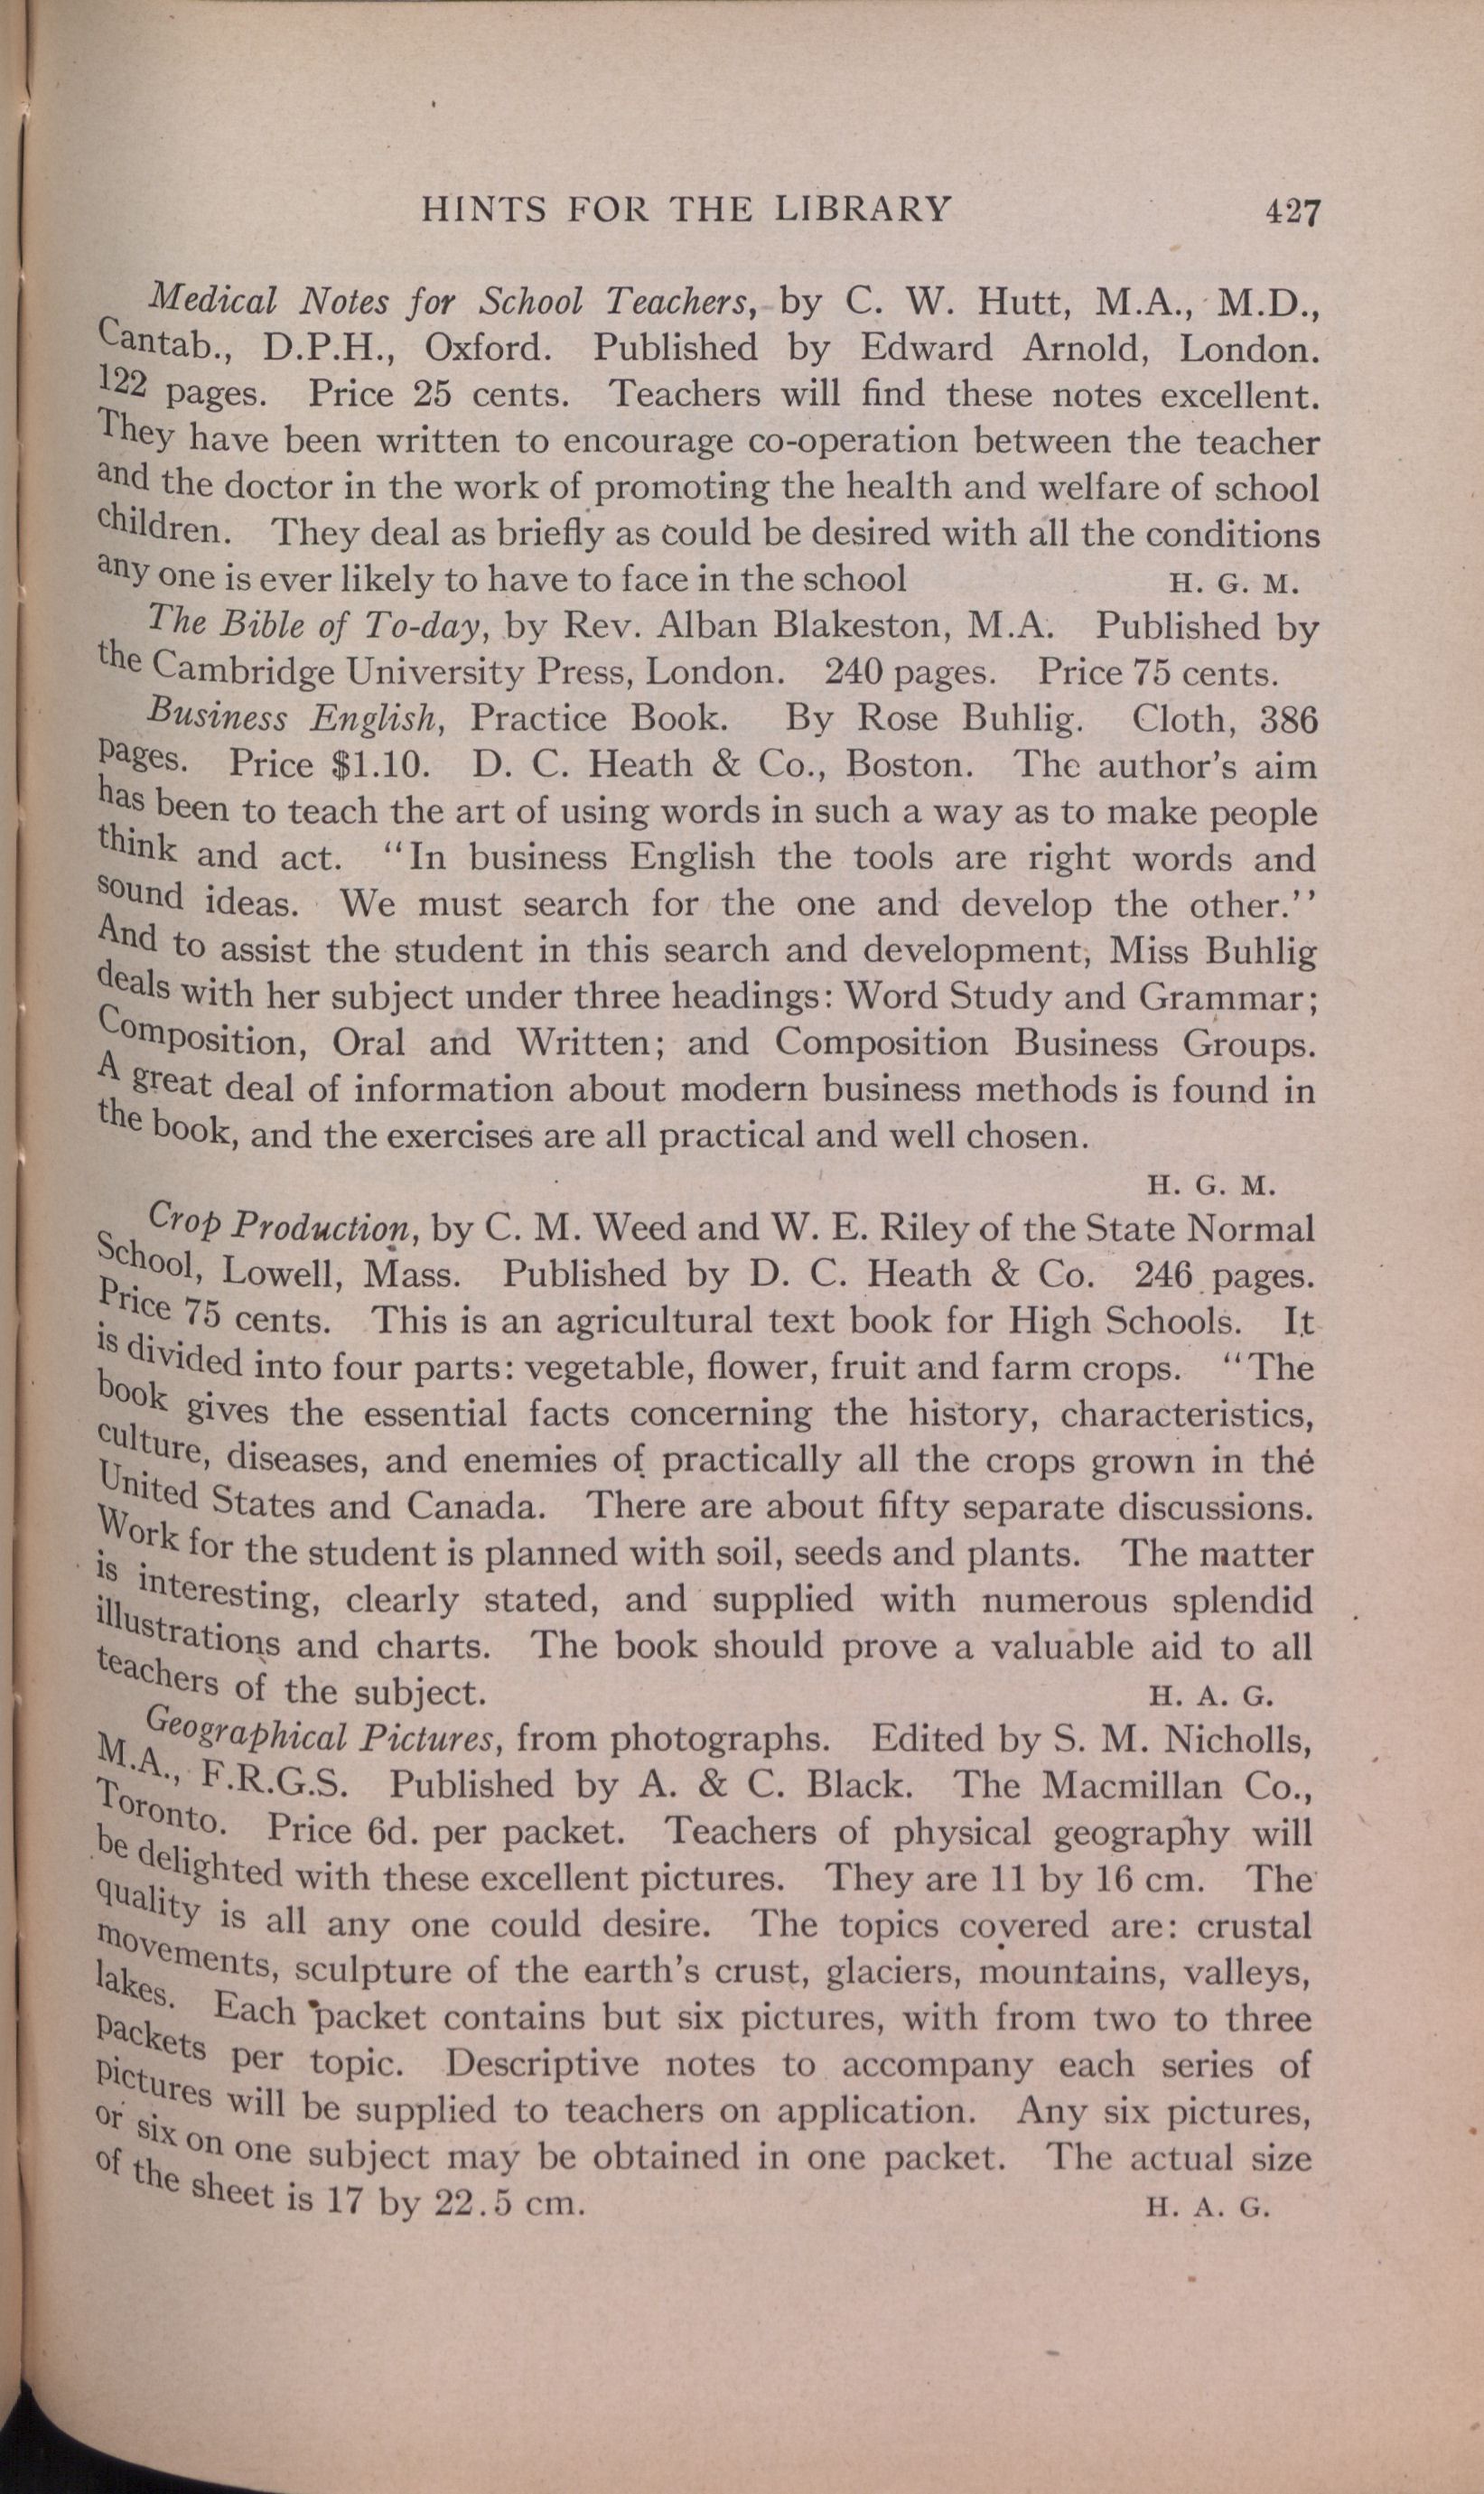 HINTS FOR THE LIBRARY 427
Medical Notes for School Teachers, by C. W. Hutt, M.A., M.D.,
Cantab., D.P.H., Oxford. Published by Edward Arnold, London.
122 pages. Price 25 cents. Teachers will find these notes excellent.
They have been written to encourage co-operation between the teacher
and the doctor in the work of promoting the health and welfare of school
children. They deal as briefly as could be desired with all the conditions
any one is ever likely to have to face in the school H. G. M.
The Bible of To-day, by Rev. Alban Blakeston, M.A. Published by
the Cambridge University Press, London. 240 pages. Price 75 cents.
Business English, Practice Book. By Rose Buhlig. Cloth, 386
pages. Price $1.10. D. C. Heath & Co., Boston. The author's aim
has been to teach the art of using words in such a way as to make people
think and act. "In business English the tools are right words and
sound ideas. We must search for the one and develop the other."
And to assist the student in this search and development, Miss Buhlig
deals with her subject under three headings: Word Study and Grammar;
Composition, Oral and Written; and Composition Business Groups.
A great deal of information about modern business methods is found in
the book, and the exercises are all practical and well chosen.
H. G. M.
Crop Production, by C. M. Weed and W. E. Riley of the State Normal
School, Lowell, Mass. Published by D. C. Heath & Co. 246 pages.
Price 75 cents. This is an agricultural text book for High Schools. It
is divided into four parts: vegetable, flower, fruit and farm crops. "The
book gives the essential facts concerning the history, characteristics,
culture, diseases, and enemies of practically all the crops grown in the
United States and Canada. There are about fifty separate discussions.
Work for the student is planned with soil, seeds and plants. The matter
is interesting, clearly stated, and supplied with numerous splendid
illustrations and charts. The book should prove a valuable aid to all
teachers of the subject. H. A. G.
Geographical Pictures, from photographs. Edited by S. M. Nicholls,
M.A., F.R.G.S. Published by A. & C. Black. The Macmillan Co.,
Toronto. Price 6d. per packet. Teachers of physical geography will
be delighted with these excellent pictures. They are 11 by 16 cm. The
quality is all any one could desire. The topics covered are: crustal
movements, sculpture of the earth's crust, glaciers, mountains, valleys,
lakes. Each packet contains but six pictures, with from two to three
packets per topic. Descriptive notes to accompany each series of
pictures will be supplied to teachers on application. Any six pictures,
or six on one subject may be obtained in one packet. The actual size
of the sheet is 17 by 22.5 cm. H. A. G.